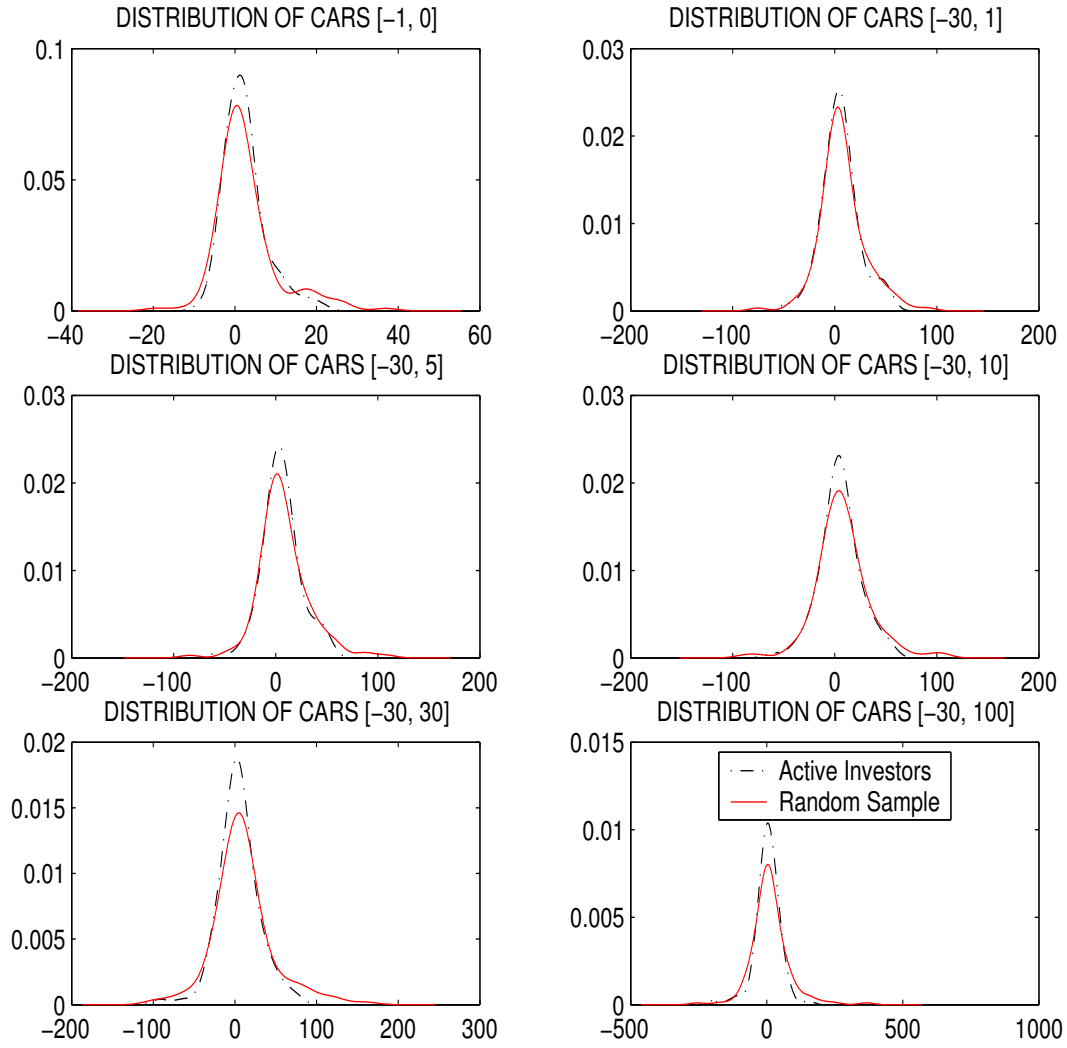 DISTRIBUTION OF CARS [−1, 0]
0.1
0.05
0
−40 −20 0 20 40 60
DISTRIBUTION OF CARS [−30, 1]
0.03
0.02
0.01
0
−200 −100 0 100 200
DISTRIBUTION OF CARS [−30, 5]
0.03
0.02
0.01
0
−200 −100 0 100 200
DISTRIBUTION OF CARS [−30, 10]
0.03
0.02
0.01
0
−200 −100 0 100 200
DISTRIBUTION OF CARS [−30, 30]
0.02
0.015
0.01
0.005
0
−200 −100 0 100 200 300
DISTRIBUTION OF CARS [−30, 100]
0.015
0.01
0.005
0
−500 0 500 1000
Active Investors
Random Sample